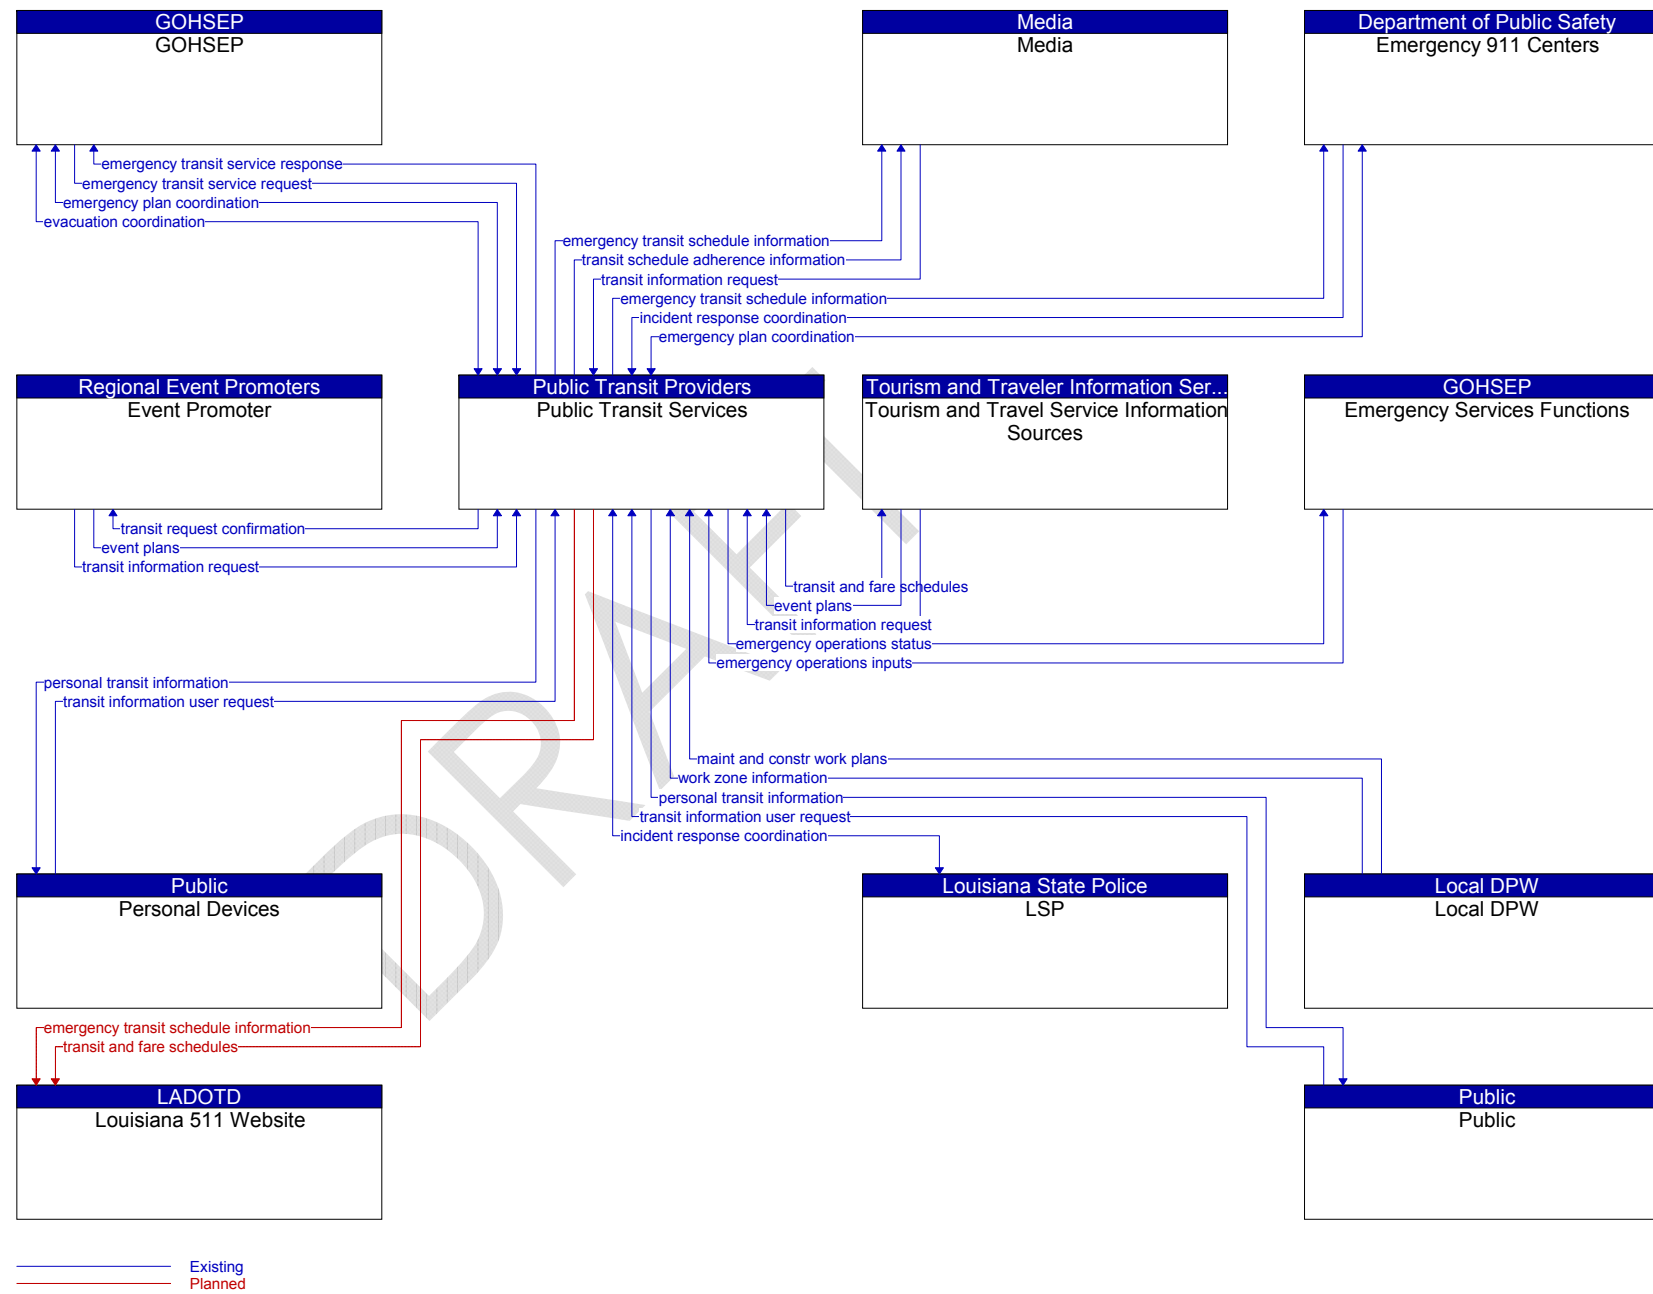 GOHSEP
GOHSEP
Media
Media
Department of Public Safety
Emergency 911 Centers
emergency transit service response
emergency transit service request
emergency plan coordination
evacuation coordination
emergency transit schedule information
transit schedule adherence information
transit information request
emergency transit schedule information
incident response coordination
emergency plan coordination
Regional Event Promoters
Event Promoter
Public Transit Providers
Public Transit Services
Tourism and Traveler Information Ser...
Tourism and Travel Service Information
Sources
GOHSEP
Emergency Services Functions
transit request confirmation
event plans
transit information request
transit and fare schedules
event plans
transit information request
emergency operations status
emergency operations inputs
personal transit information
transit information user request
maint and constr work plans
work zone information
personal transit information
transit information user request
incident response coordination
DRAFT
Public
Personal Devices
Louisiana State Police
LSP
Local DPW
Local DPW
emergency transit schedule information
transit and fare schedules
LADOTD
Louisiana 511 Website
Public
Public
Existing
Planned